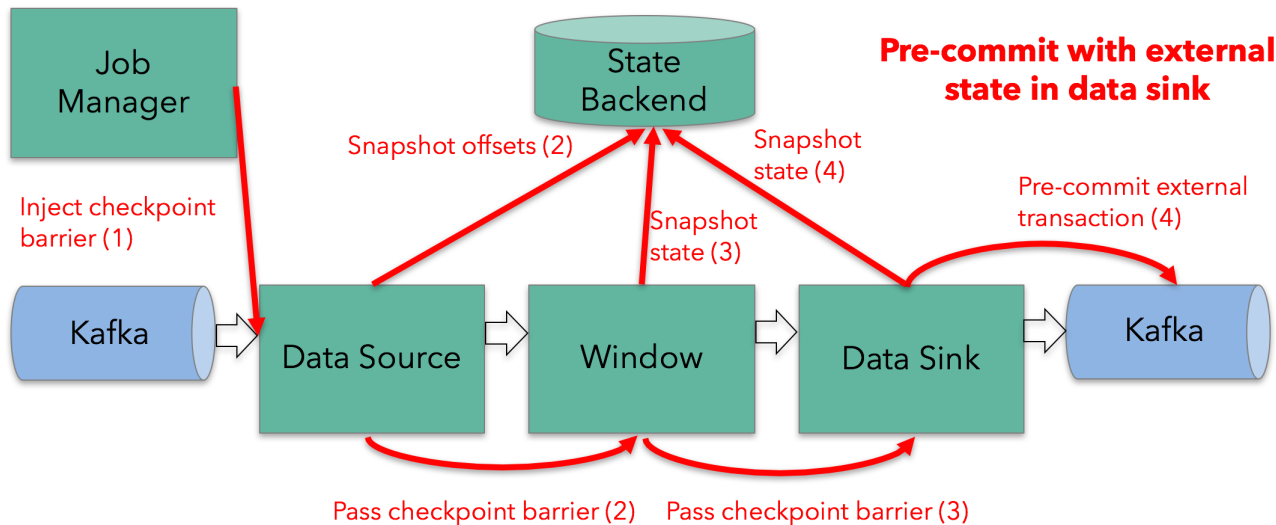 Job
Manager
State
Backend
Pre-commit with external
state in data sink
Snapshot offsets (2)
Snapshot
state (4)
Pre-commit external
transaction (4)
Inject checkpoint
barrier (1)
Snapshot
state (3)
Kafka
Data Source
Window
Data Sink
Kafka
Pass checkpoint barrier (2)
Pass checkpoint barrier (3)